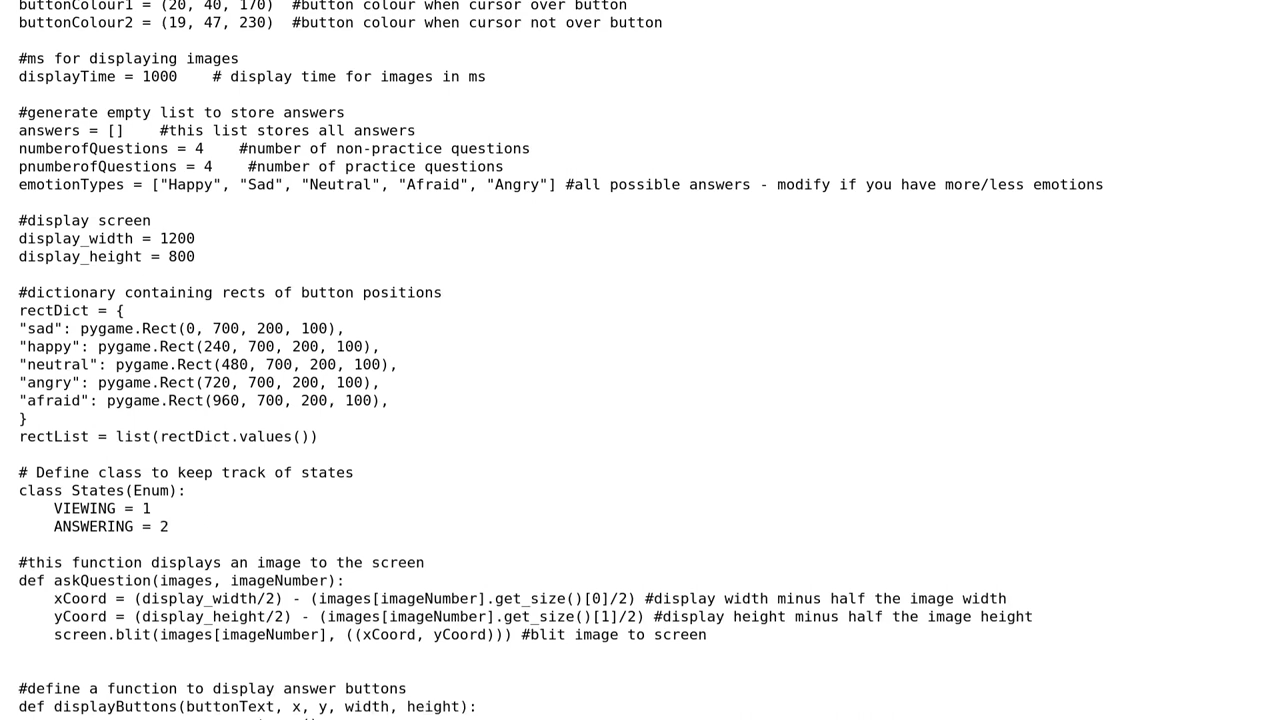 buttonColour1 = (20, 40, 170)  #button colour when cursor over button
buttonColour2 = (19, 47, 230)  #button colour when cursor not over button
#ms for displaying images
displayTime = 1000    # display time for images in ms
#generate empty list to store answers
answers = []    #this list stores all answers
numberofQuestions = 4    #number of non-practice questions
pnumberofQuestions = 4    #number of practice questions
emotionTypes = ["Happy", "Sad", "Neutral", "Afraid", "Angry"] #all possible answers - modify if you have more/less emotions
#display screen
display_width = 1200
display_height = 800
#dictionary containing rects of button positions
rectDict = {
"sad": pygame.Rect(0, 700, 200, 100),
"happy": pygame.Rect(240, 700, 200, 100),
"neutral": pygame.Rect(480, 700, 200, 100),
"angry": pygame.Rect(720, 700, 200, 100),
"afraid": pygame.Rect(960, 700, 200, 100),
}
rectList = list(rectDict.values())
# Define class to keep track of states
class States(Enum):
    VIEWING = 1
    ANSWERING = 2
#this function displays an image to the screen
def askQuestion(images, imageNumber):
    xCoord = (display_width/2) - (images[imageNumber].get_size()[0]/2) #display width minus half the image width
    yCoord = (display_height/2) - (images[imageNumber].get_size()[1]/2) #display height minus half the image height
    screen.blit(images[imageNumber], ((xCoord, yCoord))) #blit image to screen
#define a function to display answer buttons
def displayButtons(buttonText, x, y, width, height):